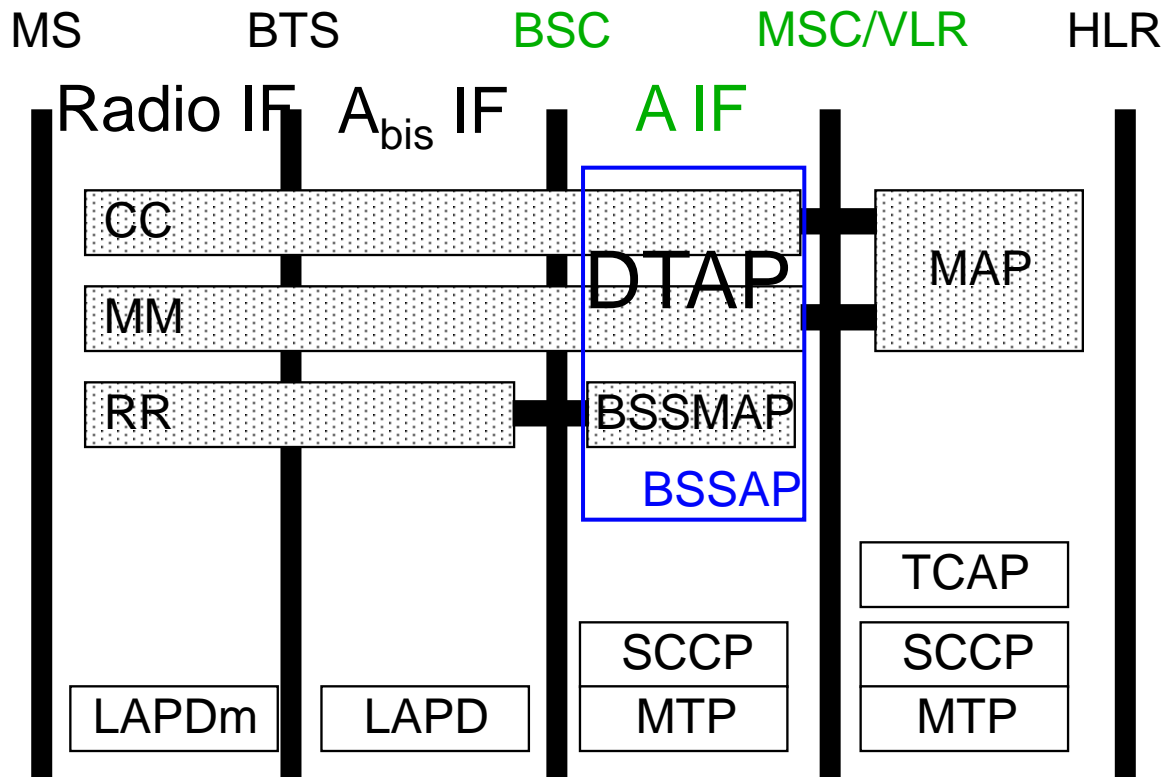 MS BTS BSC MSC/VLR HLR
Radio IF Abis IF A IF
CC
DTAP
MAP
MM
RR BSSMAP
BSSAP
TCAP
SCCP SCCP
LAPDm LAPD MTP MTP